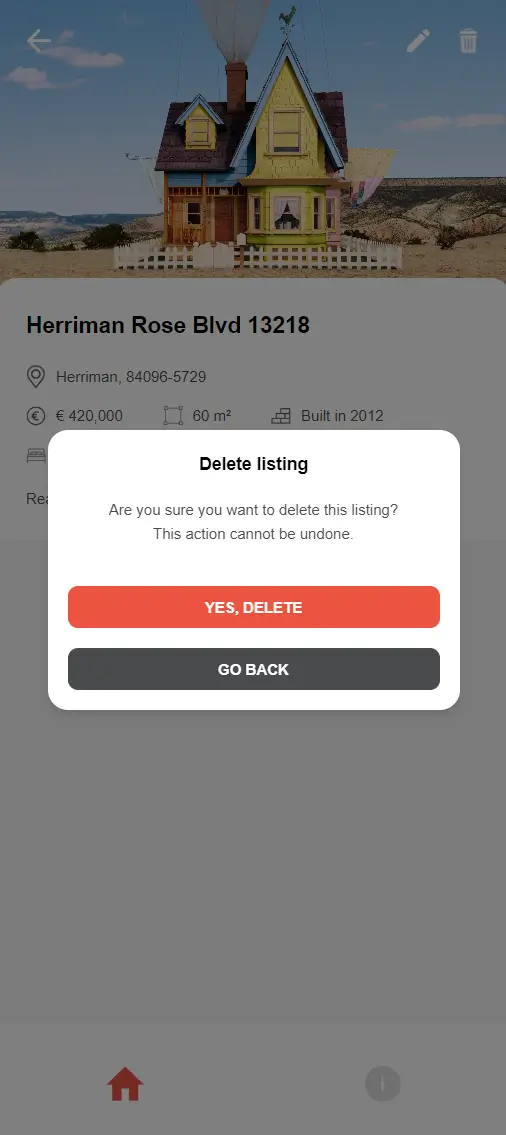 Herriman Rose Blvd 13218
Herriman, 84096-5729
€ 420,000 60 m² Built in 2012
Delete listing
Are you sure you want to delete this listing?
This action cannot be undone.
YES, DELETE
GO BACK